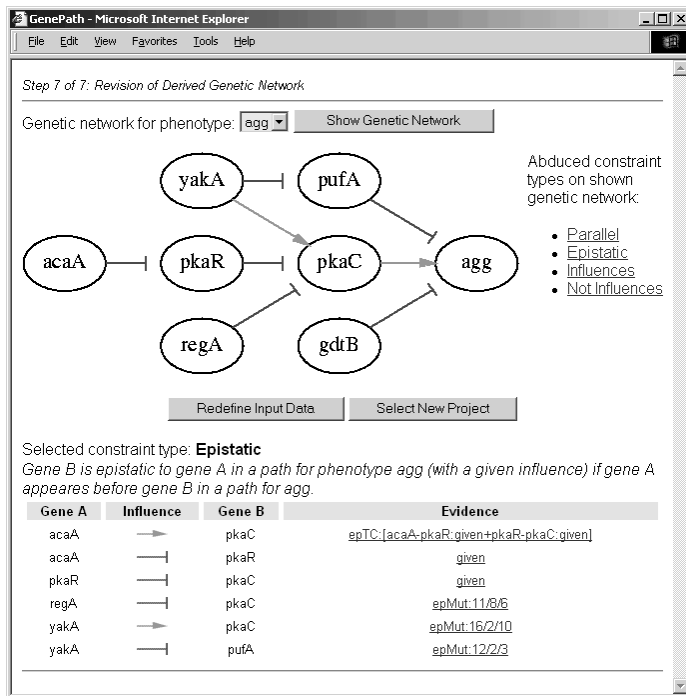 GenePath - Microsoft Internet Explorer
File Edit View Favorites Tools Help
Step 7 of 7: Revision of Derived Genetic Network
Genetic network for phenotype: agg Show Genetic Network
yakA pufA
acaA pkaR pkaC agg
regA gdtB
Abduced constraint
types on shown
genetic network:
• Parallel
• Epistatic
• Influences
• Not Influences
Redefine Input Data Select New Project
Selected constraint type: Epistatic
Gene B is epistatic to gene A in a path for phenotype agg (with a given influence) if gene A
appeares before gene B in a path for agg.
Gene A Influence Gene B Evidence
acaA pkaC epTC:[acaA-pkaR:given+pkaR-pkaC:given]
acaA pkaR given
pkaR pkaC given
regA pkaC epMut:11/8/6
yakA pkaC epMut:16/2/10
yakA pufA epMut:12/2/3